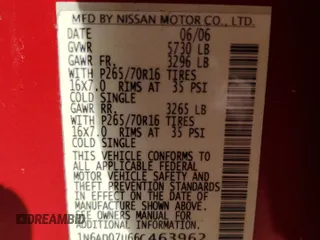 MFD BY NISSAN MOTOR CO., LTD.
DATE 06/06
GVWR 5730 LB
GAWR FR. 3296 LB
WITH P265/70R16 TIRES
16X7.0 RIMS AT 35 PSI
COLD SINGLE
GAWR RR. 3265 LB
WITH P265/70R16 TIRES
16X7.0 RIMS AT 35 PSI
COLD SINGLE
THIS VEHICLE CONFORMS TO
ALL APPLICABLE FEDERAL
MOTOR VEHICLE SAFETY AND
THEFT PREVENTION STANDARDS
IN EFFECT ON THE DATE OF
MANUFACTURE SHOWN ABOVE
SEE OWNERS MANUAL FOR
ADDITIONAL INFORMATION
1N6AD07U66C463962